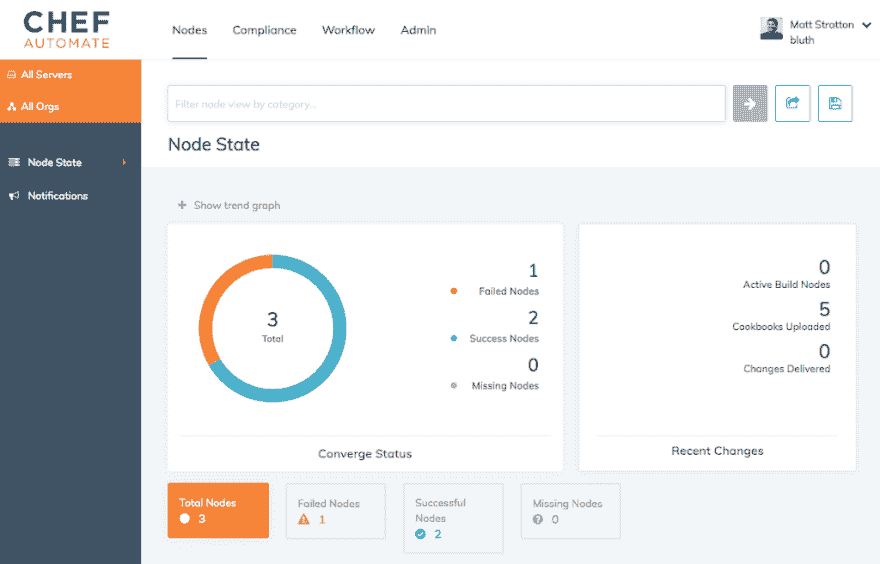 CHEF
AUTOMATE
Nodes
Compliance
Workflow
Admin
Matt Stratton
bluth
All Servers
All Orgs
Node State
Notifications
Filter node view by category...
Node State
+ Show trend graph
3
Total
1
Failed Nodes
2
Success Nodes
0
Missing Nodes
Converge Status
0
Active Build Nodes
5
Cookbooks Uploaded
0
Changes Delivered
Recent Changes
Total Nodes
3
Failed Nodes
1
Successful
Nodes
2
Missing Nodes
0